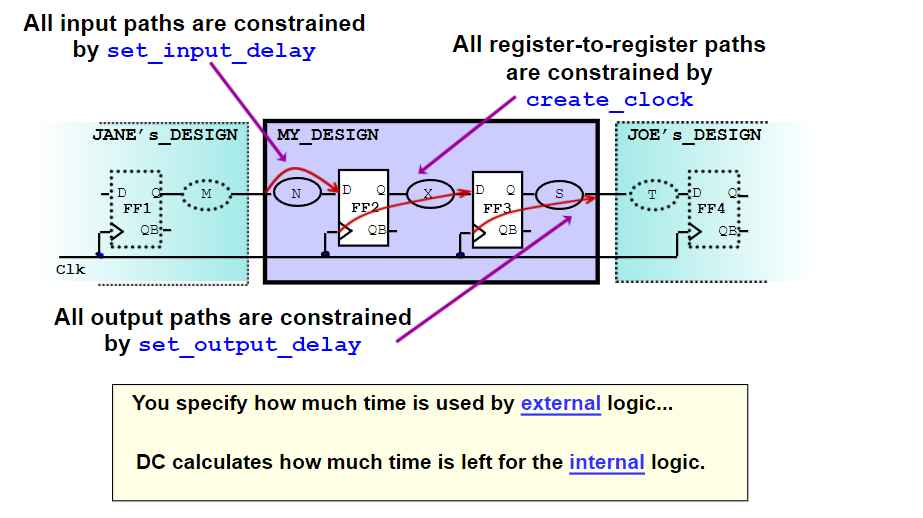 All input paths are constrained
by set_input_delay
All register-to-register paths
are constrained by
create_clock
JANE's_DESIGN
MY_DESIGN
JOE's_DESIGN
D Q
FF1
QB
M
N
D Q
FF2
QB
X
D Q
FF3
QB
S
T
D Q
FF4
QB
Clk
All output paths are constrained
by set_output_delay
You specify how much time is used by external logic...
DC calculates how much time is left for the internal logic.